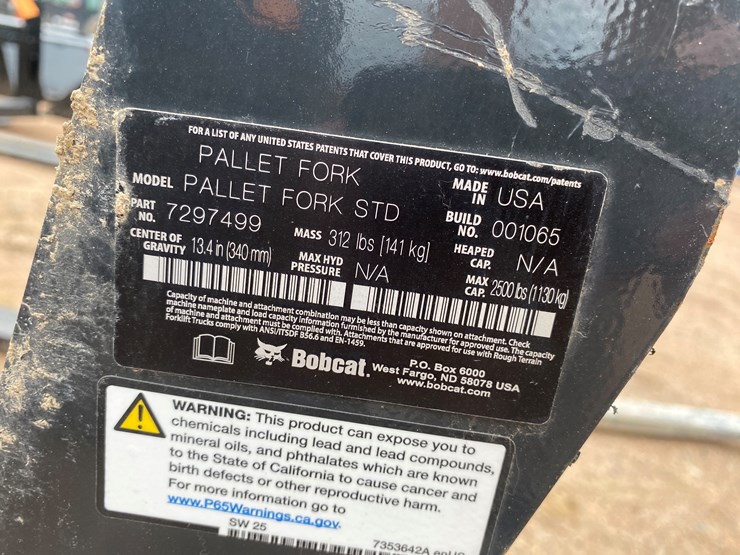 FOR A LIST OF ANY UNITED STATES PATENTS THAT COVER THIS PRODUCT, GO TO: www.bobcat.com/patents
PALLET FORK
MADE IN USA
MODEL PALLET FORK STD
BUILD NO. 001065
PART NO. 7297499
MASS 312 lbs [141 kg]
HEAPED CAP. N/A
CENTER OF GRAVITY 13.4 in (340 mm)
MAX HYD PRESSURE N/A
MAX CAP. 2500 lbs (1130 kg)
Capacity of machine and attachment combination may be less than capacity shown on attachment. Check
machine nameplate and load capacity information furnished by the manufacturer for approved use. The capacity
of machine and attachment must be complied with. Attachments that are approved for use with Rough Terrain
Forklift Trucks comply with ANSI/ITSDF B56.6 and EN-1459.
Bobcat.
P.O. Box 6000
West Fargo, ND 58078 USA
www.bobcat.com
WARNING: This product can expose you to
chemicals including lead and lead compounds,
mineral oils, and phthalates which are known
to the State of California to cause cancer and
birth defects or other reproductive harm.
For more information go to
www.P65Warnings.ca.gov.
SW 25
7353642A